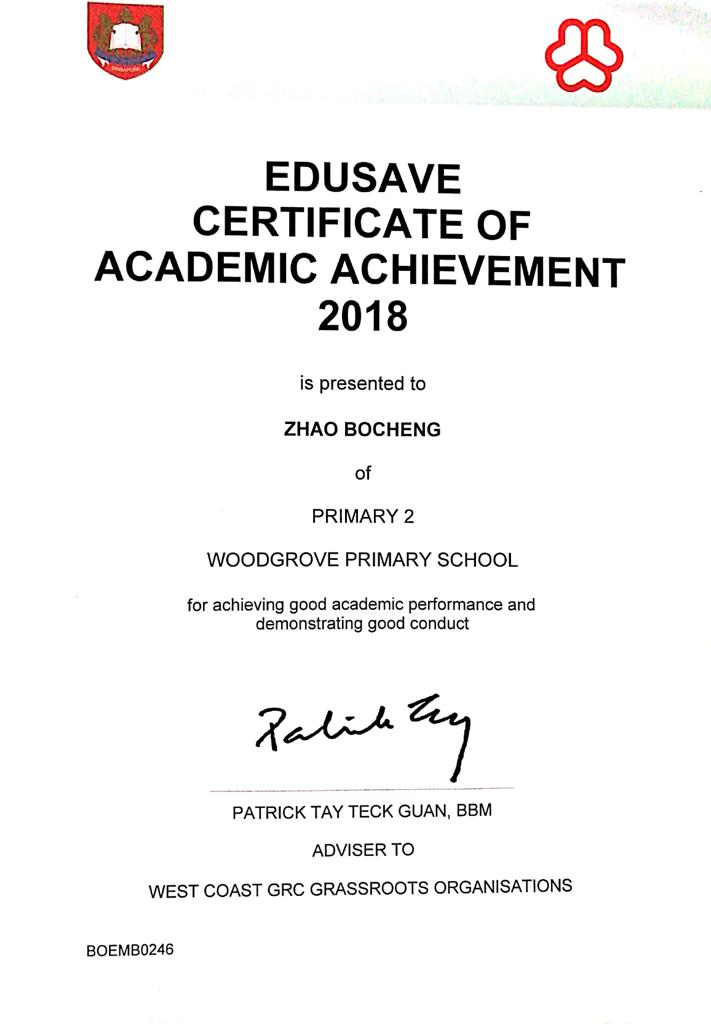 SINGAPORE
EDUSAVE
CERTIFICATE OF
ACADEMIC ACHIEVEMENT
2018
is presented to
ZHAO BOCHENG
of
PRIMARY 2
WOODGROVE PRIMARY SCHOOL
for achieving good academic performance and
demonstrating good conduct
Patrick Tay
PATRICK TAY TECK GUAN, BBM
ADVISER TO
WEST COAST GRC GRASSROOTS ORGANISATIONS
BOEMB0246